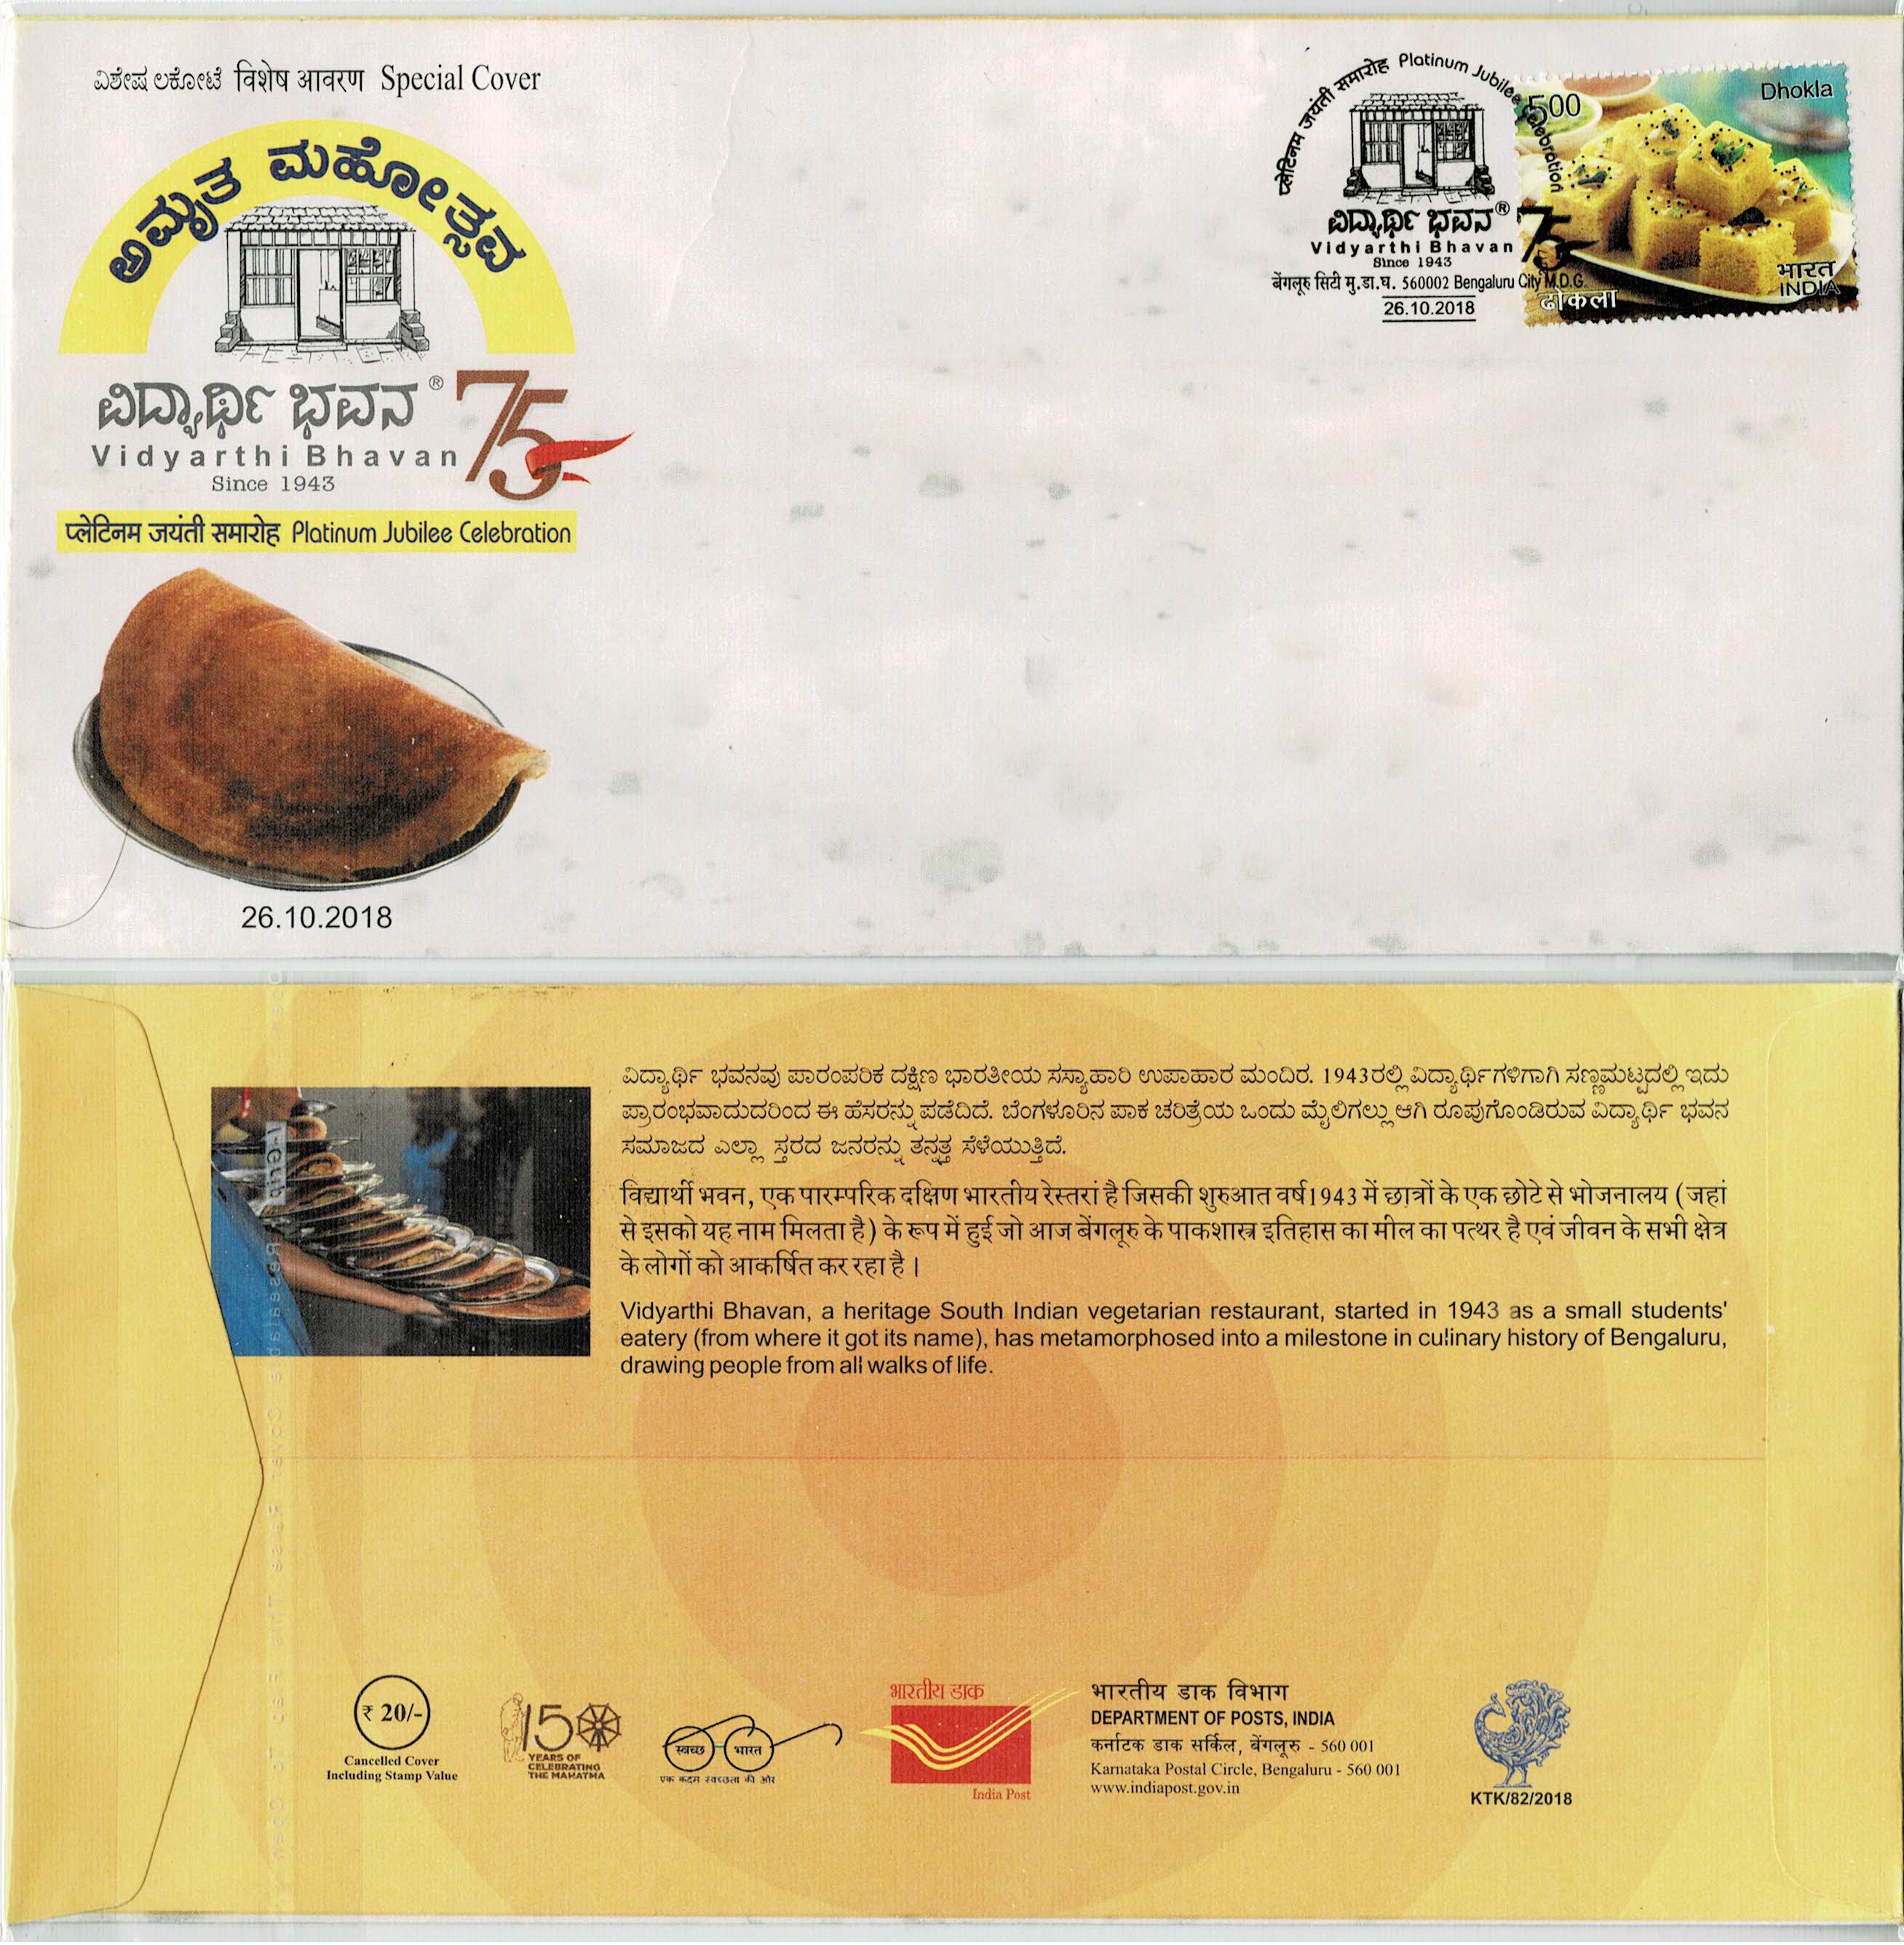 ವಿಶೇಷ ಲಕೋಟೆ विशेष आवरण Special Cover
ಅಮೃತ ಮಹೋತ್ಸವ
ವಿದ್ಯಾರ್ಥಿ ಭವನ ® 75
Vidyarthi Bhavan
Since 1943
प्लेटिनम जयंती समारोह Platinum Jubilee Celebration
26.10.2018
प्लेटिनम जयंती समारोह Platinum Jubilee Celebration
ವಿದ್ಯಾರ್ಥಿ ಭವನ ® 75
Vidyarthi Bhavan
Since 1943
बेंगलूरु सिटी मु.डा.घ. 560002 Bengaluru City M.D.G.
26.10.2018
500 Dhokla
भारत
INDIA
ढोकला
ವಿದ್ಯಾರ್ಥಿ ಭವನವು ಪಾರಂಪರಿಕ ದಕ್ಷಿಣ ಭಾರತೀಯ ಸಸ್ಯಾಹಾರಿ ಉಪಾಹಾರ ಮಂದಿರ. 1943ರಲ್ಲಿ ವಿದ್ಯಾರ್ಥಿಗಳಿಗಾಗಿ ಸಣ್ಣಮಟ್ಟದಲ್ಲಿ ಇದು
ಪ್ರಾರಂಭವಾದುದರಿಂದ ಈ ಹೆಸರನ್ನು ಪಡೆದಿದೆ. ಬೆಂಗಳೂರಿನ ಪಾಕ ಚರಿತ್ರೆಯ ಒಂದು ಮೈಲಿಗಲ್ಲು ಆಗಿ ರೂಪುಗೊಂಡಿರುವ ವಿದ್ಯಾರ್ಥಿ ಭವನ
ಸಮಾಜದ ಎಲ್ಲಾ ಸ್ತರದ ಜನರನ್ನು ತನ್ನತ್ತ ಸೆಳೆಯುತ್ತಿದೆ.
विद्यार्थी भवन, एक पारम्परिक दक्षिण भारतीय रेस्तरां है जिसकी शुरुआत वर्ष 1943 में छात्रों के एक छोटे से भोजनालय (जहां
से इसको यह नाम मिलता है) के रूप में हुई जो आज बेंगलूरु के पाकशास्त्र इतिहास का मील का पत्थर है एवं जीवन के सभी क्षेत्र
के लोगों को आकर्षित कर रहा है।
Vidyarthi Bhavan, a heritage South Indian vegetarian restaurant, started in 1943 as a small students'
eatery (from where it got its name), has metamorphosed into a milestone in culinary history of Bengaluru,
drawing people from all walks of life.
₹ 20/-
Cancelled Cover
Including Stamp Value
150
YEARS OF
CELEBRATING
THE MAHATMA
स्वच्छ भारत
एक कदम स्वच्छता की ओर
भारतीय डाक
India Post
भारतीय डाक विभाग
DEPARTMENT OF POSTS, INDIA
कर्नाटक डाक सर्किल, बेंगलूरु - 560 001
Karnataka Postal Circle, Bengaluru - 560 001
www.indiapost.gov.in
KTK/82/2018